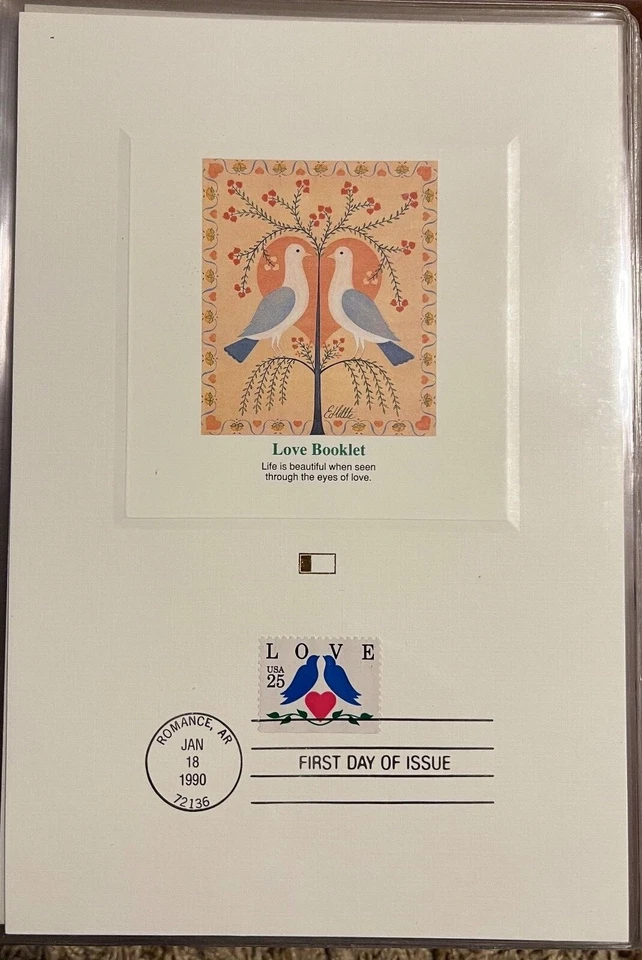 Love Booklet
Life is beautiful when seen
through the eyes of love.
LOVE
USA
25
ROMANCE, AR
JAN
18
1990
72136
FIRST DAY OF ISSUE